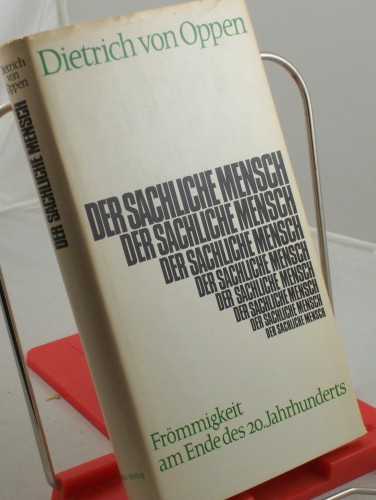 Dietrich
von
Oppen
DER SACHLICHE MENSCH
Dietrich von Oppen
DER SACHLICHE MENSCH
DER SACHLICHE MENSCH
DER SACHLICHE MENSCH
DER SACHLICHE MENSCH
DER SACHLICHE MENSCH
DER SACHLICHE MENSCH
DER SACHLICHE MENSCH
DER SACHLICHE MENSCH
Frömmigkeit
am Ende des 20. Jahrhunderts
Verlag